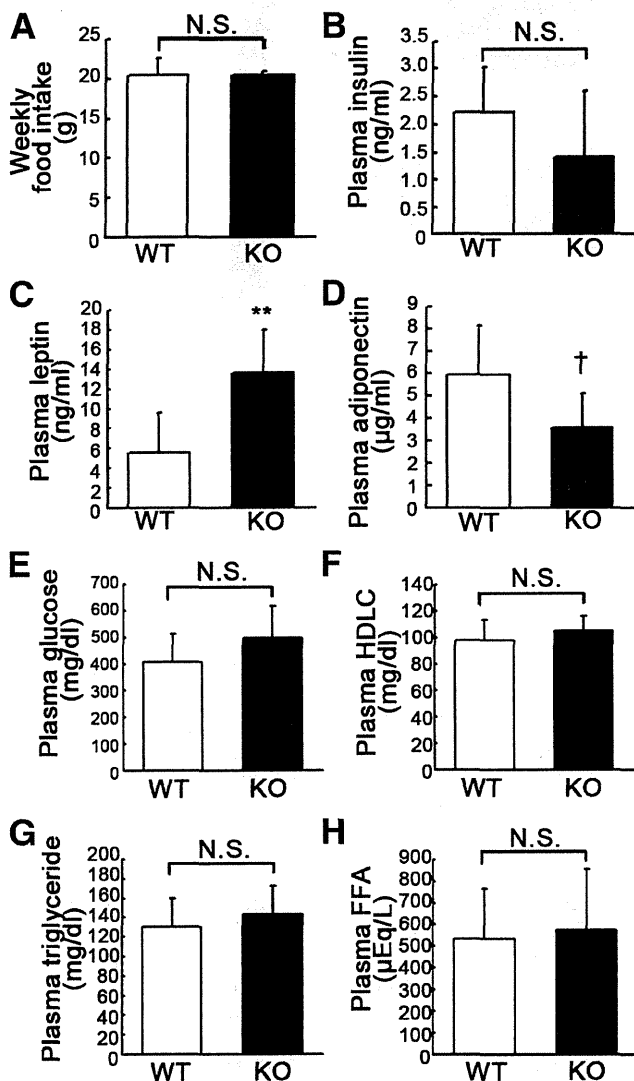 A
N.S.
Weekly
food intake
(g)
25
20
15
10
5
0
WT
KO
B
N.S.
Plasma insulin
(ng/ml)
3.5
3.0
2.5
2.0
1.5
1.0
0.5
0
WT
KO
C
**
Plasma leptin
(ng/ml)
20
18
16
14
12
10
8
6
4
2
0
WT
KO
D
†
Plasma adiponectin
(µg/ml)
9
8
7
6
5
4
3
2
1
0
WT
KO
E
N.S.
Plasma glucose
(mg/dl)
700
600
500
400
300
200
100
0
WT
KO
F
N.S.
Plasma HDLC
(mg/dl)
140
120
100
80
60
40
20
0
WT
KO
G
N.S.
Plasma triglyceride
(mg/dl)
200
180
160
140
120
100
80
60
40
20
0
WT
KO
H
N.S.
Plasma FFA
(µEq/L)
900
800
700
600
500
400
300
200
100
0
WT
KO